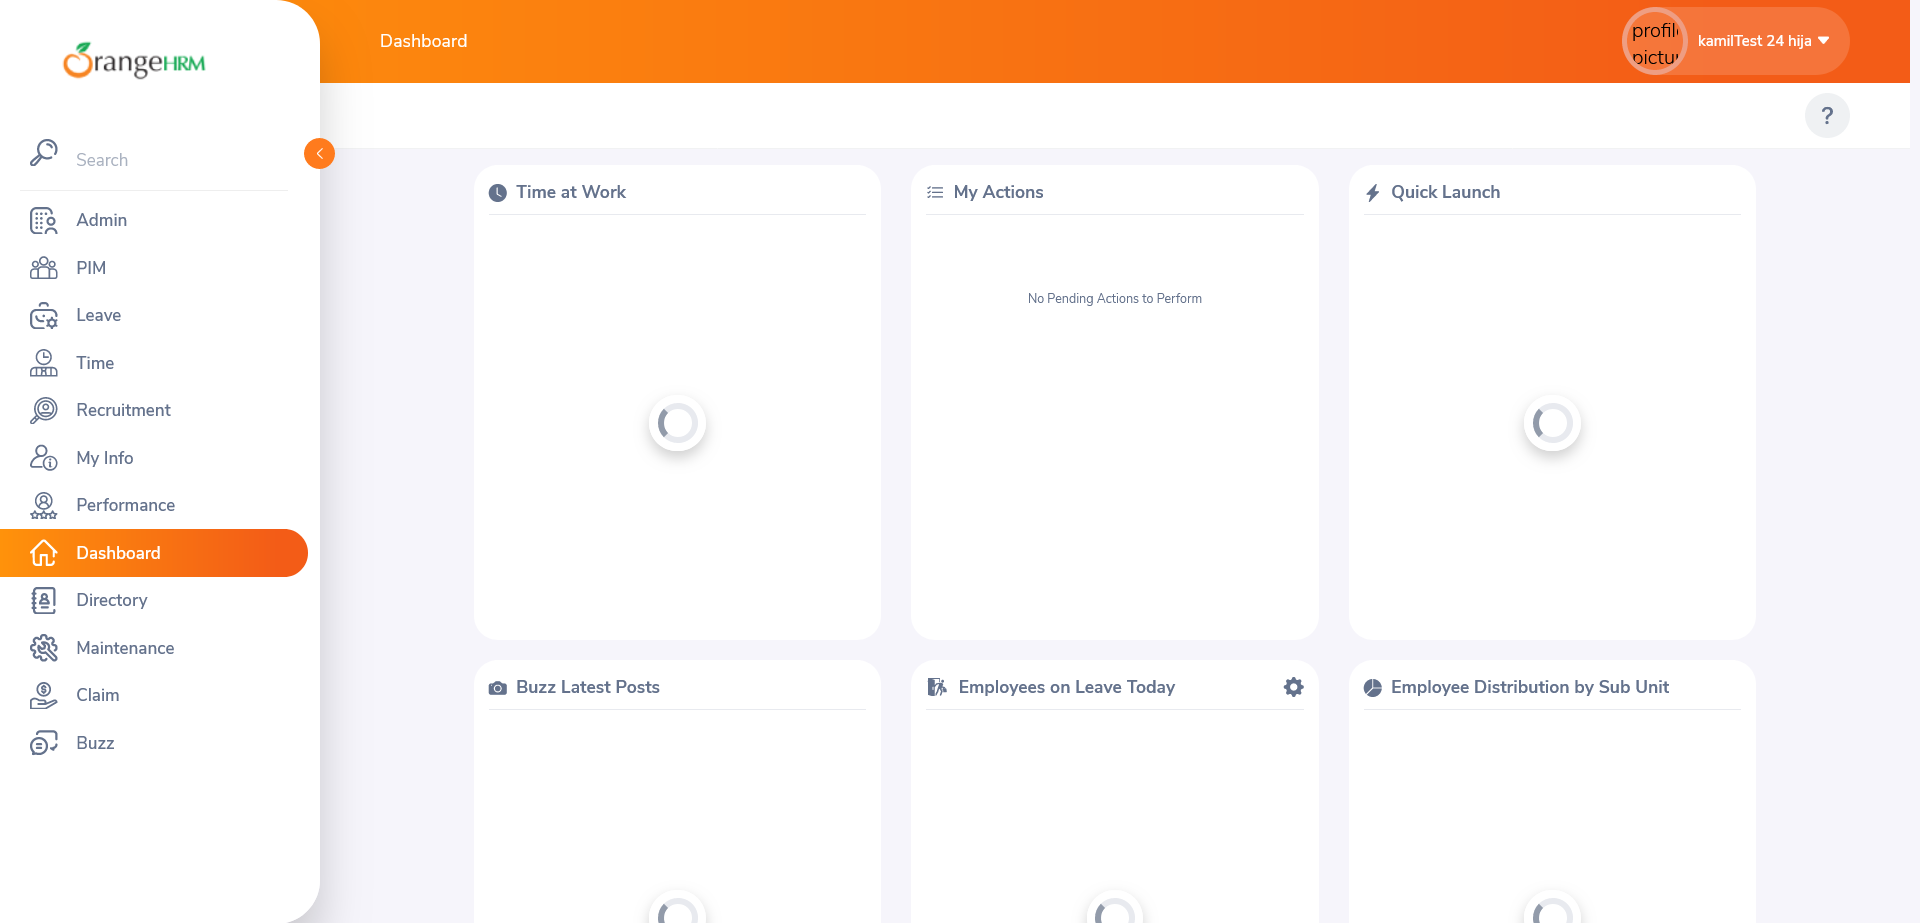 OrangeHRM
Dashboard
kamilTest 24 hija
?
Search
Admin
PIM
Leave
Time
Recruitment
My Info
Performance
Dashboard
Directory
Maintenance
Claim
Buzz
Time at Work
My Actions
No Pending Actions to Perform
Quick Launch
Buzz Latest Posts
Employees on Leave Today
Employee Distribution by Sub Unit